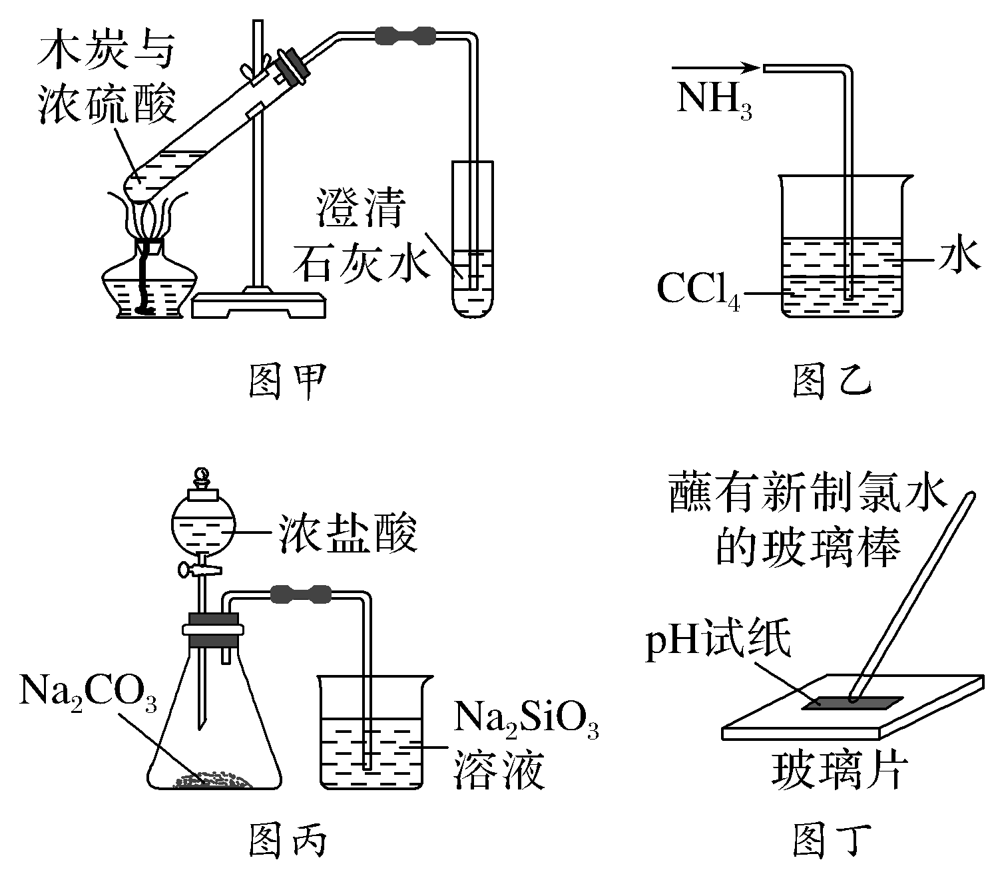 木炭与
浓硫酸
澄清
石灰水
图甲
NH₃
水
CCl₄
图乙
浓盐酸
Na₂CO₃
Na₂SiO₃
溶液
图丙
蘸有新制氯水
的玻璃棒
pH试纸
玻璃片
图丁